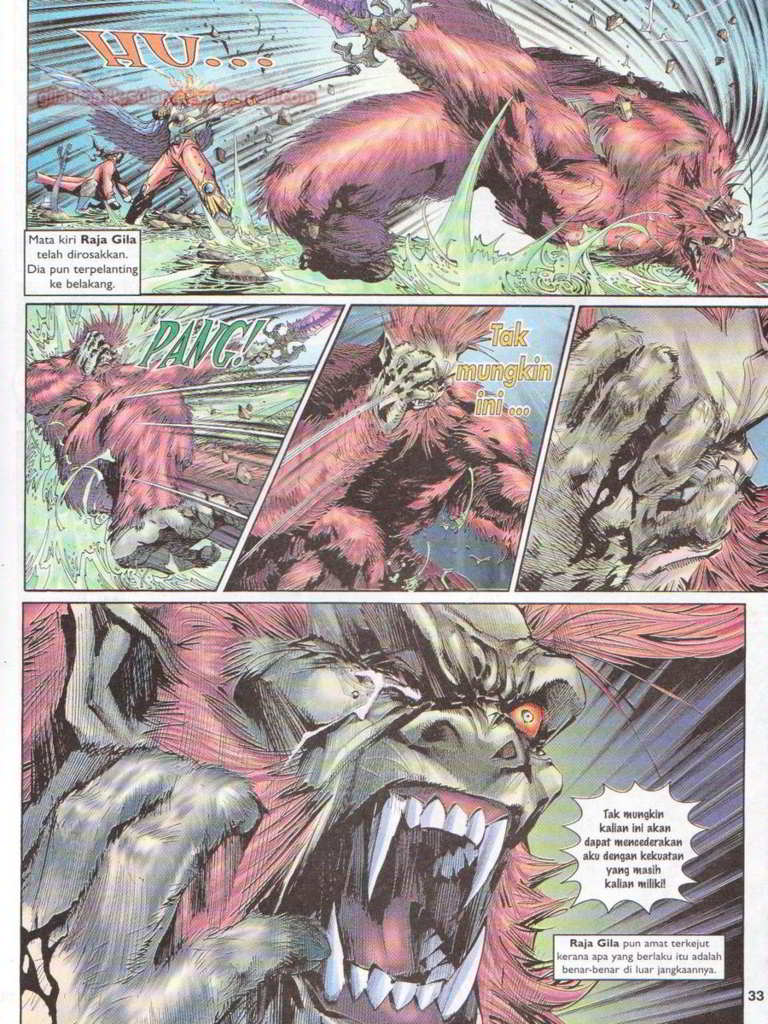 HU...
Mata kiri Raja Gila
telah dirosakkan.
Dia pun terpelanting
ke belakang.
PANG!
Tak
mungkin
ini ...
Tak mungkin
kalian ini akan
dapat mencederakan
aku dengan kekuatan
yang masih
kalian miliki!
Raja Gila pun amat terkejut
kerana apa yang berlaku itu adalah
benar-benar di luar jangkaannya.
33